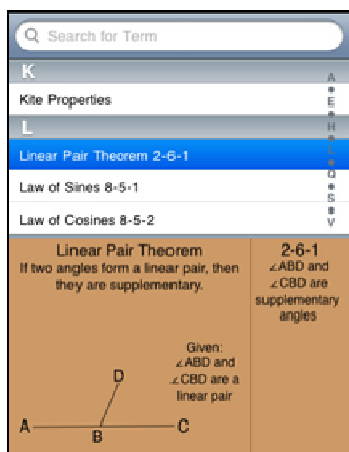 Search for Term
K
Kite Properties
L
Linear Pair Theorem 2-6-1
Law of Sines 8-5-1
Law of Cosines 8-5-2
A
E
H
L
Q
S
V
Linear Pair Theorem
If two angles form a linear pair, then
they are supplementary.
Given:
∠ABD and
∠CBD are a
linear pair
D
A
B
C
2-6-1
∠ABD and
∠CBD are
supplementary
angles